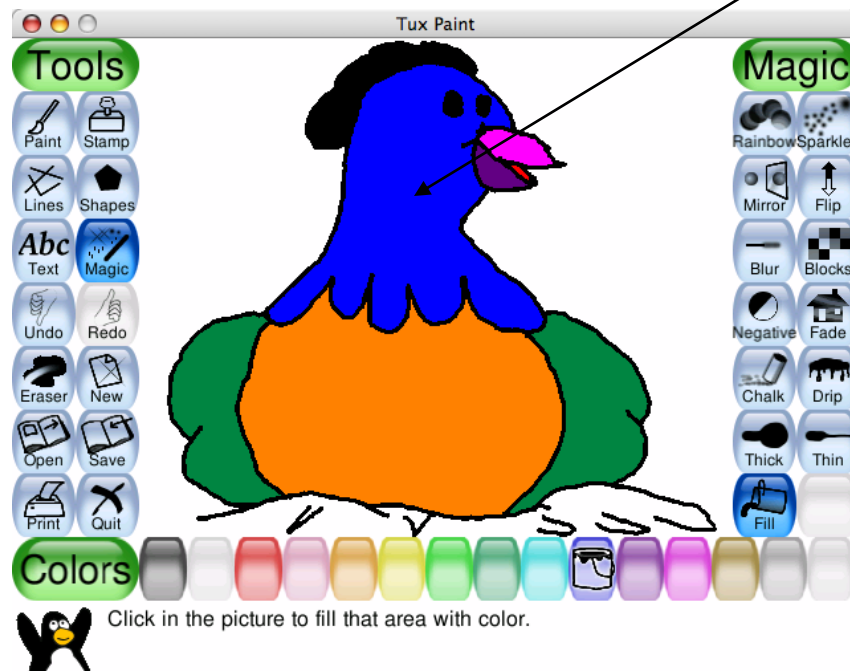 Tux Paint
Tools
Magic
Paint Stamp
Rainbow Sparkle
Lines Shapes
Mirror Flip
Abc
Text Magic
Blur Blocks
Undo Redo
Negative Fade
Eraser New
Chalk Drip
Open Save
Thick Thin
Print Quit
Fill
Colors
Click in the picture to fill that area with color.